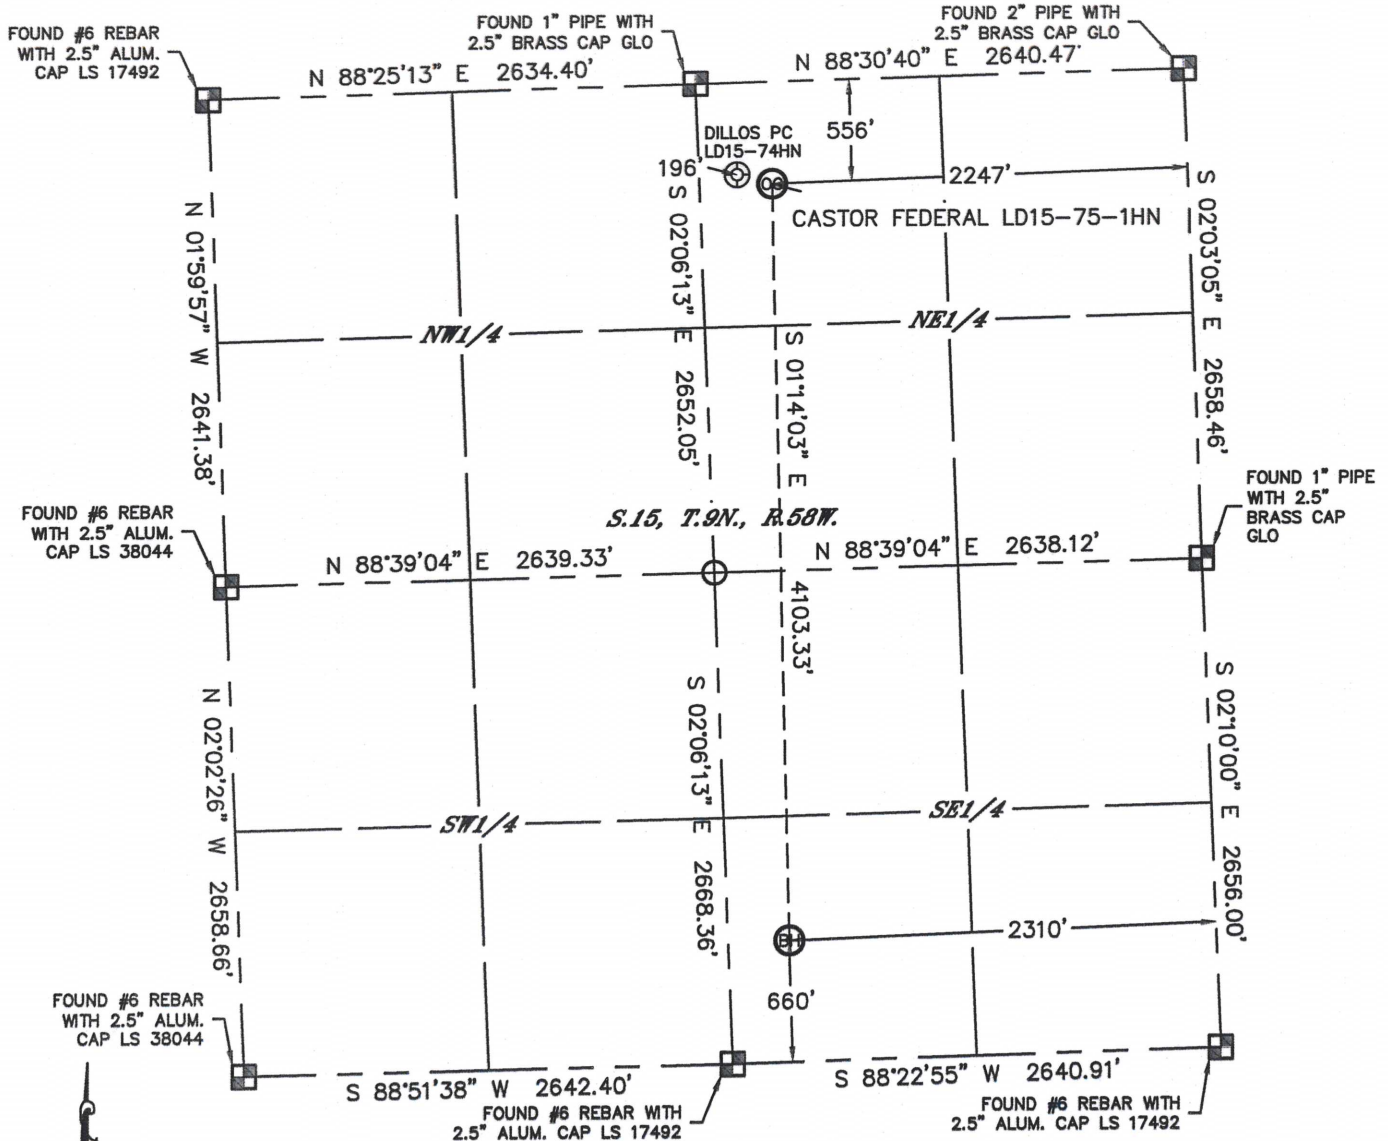 FOUND #6 REBAR
WITH 2.5" ALUM.
CAP LS 17492
FOUND 1" PIPE WITH
2.5" BRASS CAP GLO
FOUND 2" PIPE WITH
2.5" BRASS CAP GLO
N 88°25'13" E 2634.40'
N 88°30'40" E 2640.47'
DILLOS PC
LD15-74HN
196'
556'
2247'
CASTOR FEDERAL LD15-75-1HN
N 01°59'57" W 2641.38'
S 02°06'13" E 2652.05'
S 01°14'03" E 4103.33'
S 02°03'05" E 2658.46'
NW1/4
NE1/4
FOUND 1" PIPE
WITH 2.5"
BRASS CAP
GLO
FOUND #6 REBAR
WITH 2.5" ALUM.
CAP LS 38044
S.15, T.9N., R.58W.
N 88°39'04" E 2639.33'
N 88°39'04" E 2638.12'
N 02°02'26" W 2658.66'
S 02°06'13" E 2668.36'
S 02°10'00" E 2656.00'
SW1/4
SE1/4
BH
2310'
660'
FOUND #6 REBAR
WITH 2.5" ALUM.
CAP LS 38044
S 88°51'38" W 2642.40'
S 88°22'55" W 2640.91'
FOUND #6 REBAR WITH
2.5" ALUM. CAP LS 17492
FOUND #6 REBAR WITH
2.5" ALUM. CAP LS 17492